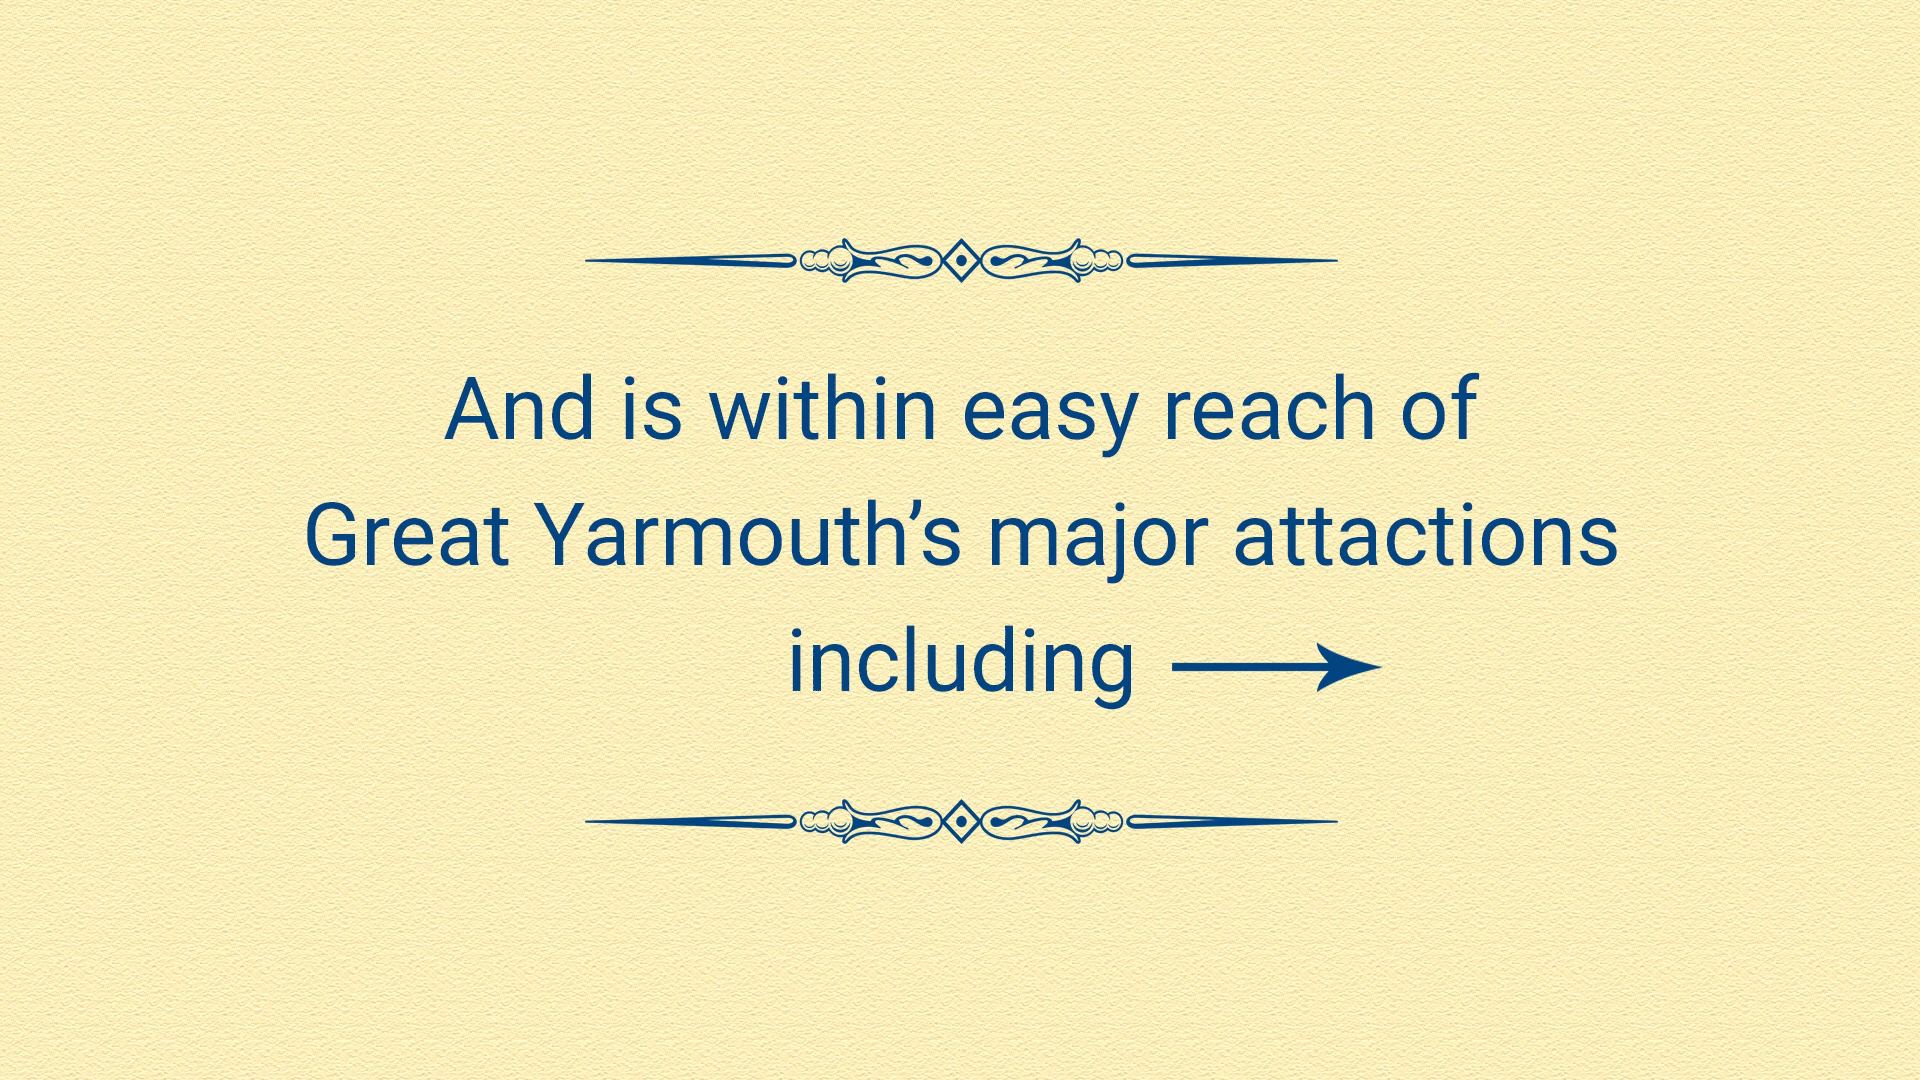 And is within easy reach of
Great Yarmouth’s major attactions
including